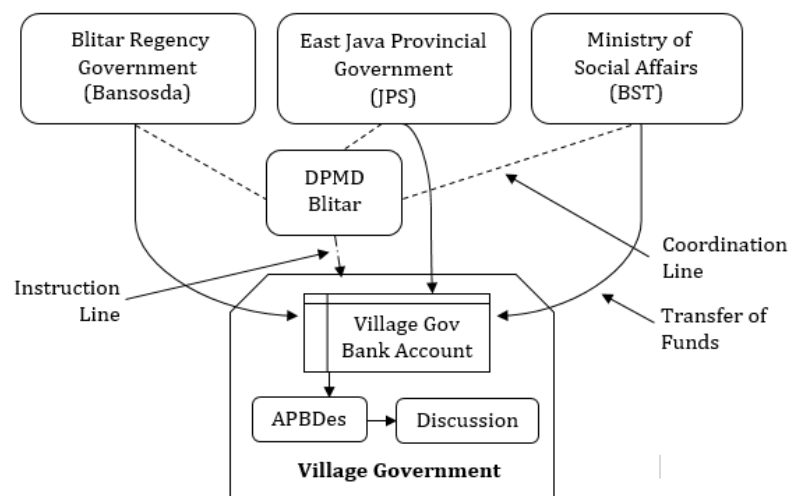 Blitar Regency
Government
(Bansosda)
East Java Provincial
Government
(JPS)
Ministry of
Social Affairs
(BST)
DPMD
Blitar
Coordination
Line
Instruction
Line
Transfer of
Funds
Village Gov
Bank Account
APBDes
Discussion
Village Government